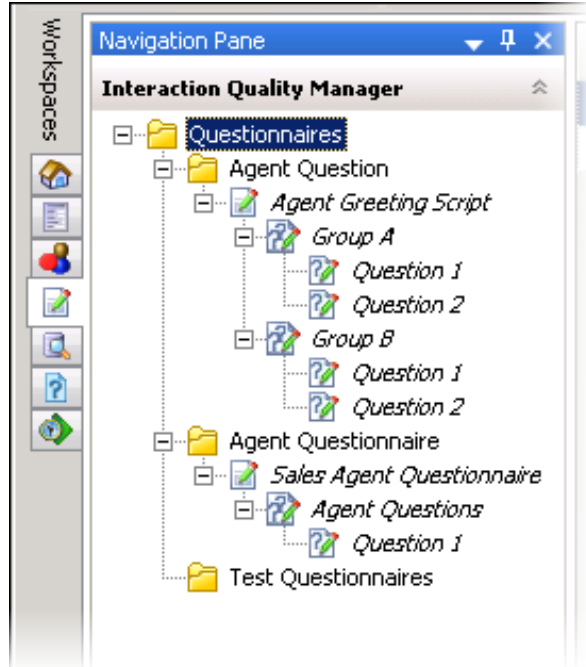 Workspaces
Navigation Pane
Interaction Quality Manager
Questionnaires
Agent Question
Agent Greeting Script
Group A
Question 1
Question 2
Group B
Question 1
Question 2
Agent Questionnaire
Sales Agent Questionnaire
Agent Questions
Question 1
Test Questionnaires